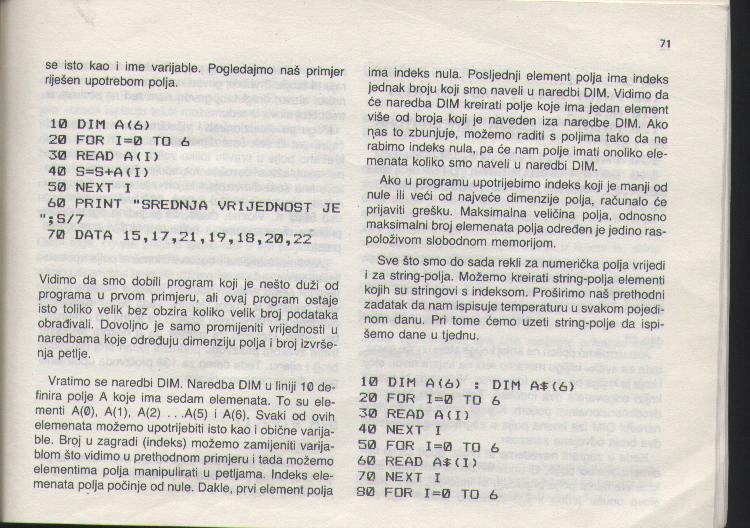 71
se isto kao i ime varijable. Pogledajmo naš primjer
riješen upotrebom polja.
10 DIM A(6)
20 FOR I=0 TO 6
30 READ A(I)
40 S=S+A(I)
50 NEXT I
60 PRINT "SREDNJA VRIJEDNOST JE
";S/7
70 DATA 15,17,21,19,18,20,22
Vidimo da smo dobili program koji je nešto duži od
programa u prvom primjeru, ali ovaj program ostaje
isto toliko velik bez obzira koliko velik broj podataka
obrađivali. Dovoljno je samo promijeniti vrijednosti u
naredbama koje određuju dimenziju polja i broj izvrše-
nja petlje.
Vratimo se naredbi DIM. Naredba DIM u liniji 10 de-
finira polje A koje ima sedam elemenata. To su ele-
menti A(0), A(1), A(2) . . .A(5) i A(6). Svaki od ovih
elemenata možemo upotrijebiti isto kao i obične varija-
ble. Broj u zagradi (indeks) možemo zamijeniti varija-
blom što vidimo u prethodnom primjeru i tada možemo
elementima polja manipulirati u petljama. Indeks ele-
menata polja počinje od nule. Dakle, prvi element polja
ima indeks nula. Posljednji element polja ima indeks
jednak broju koji smo naveli u naredbi DIM. Vidimo da
će naredba DIM kreirati polje koje ima jedan element
više od broja koji je naveden iza naredbe DIM. Ako
nas to zbunjuje, možemo raditi s poljima tako da ne
rabimo indeks nula, pa će nam polje imati onoliko ele-
menata koliko smo naveli u naredbi DIM.
Ako u programu upotrijebimo indeks koji je manji od
nule ili veći od najveće dimenzije polja, računalo će
prijaviti grešku. Maksimalna veličina polja, odnosno
maksimalni broj elemenata polja određen je jedino ras-
položivom slobodnom memorijom.
Sve što smo do sada rekli za numerička polja vrijedi
i za string-polja. Možemo kreirati string-polja elementi
kojih su stringovi s indeksom. Proširimo naš prethodni
zadatak da nam ispisuje temperaturu u svakom pojedi-
nom danu. Pri tome ćemo uzeti string-polje da ispi-
šemo dane u tjednu.
10 DIM A(6) : DIM A$(6)
20 FOR I=0 TO 6
30 READ A(I)
40 NEXT I
50 FOR I=0 TO 6
60 READ A$(I)
70 NEXT I
80 FOR I=0 TO 6